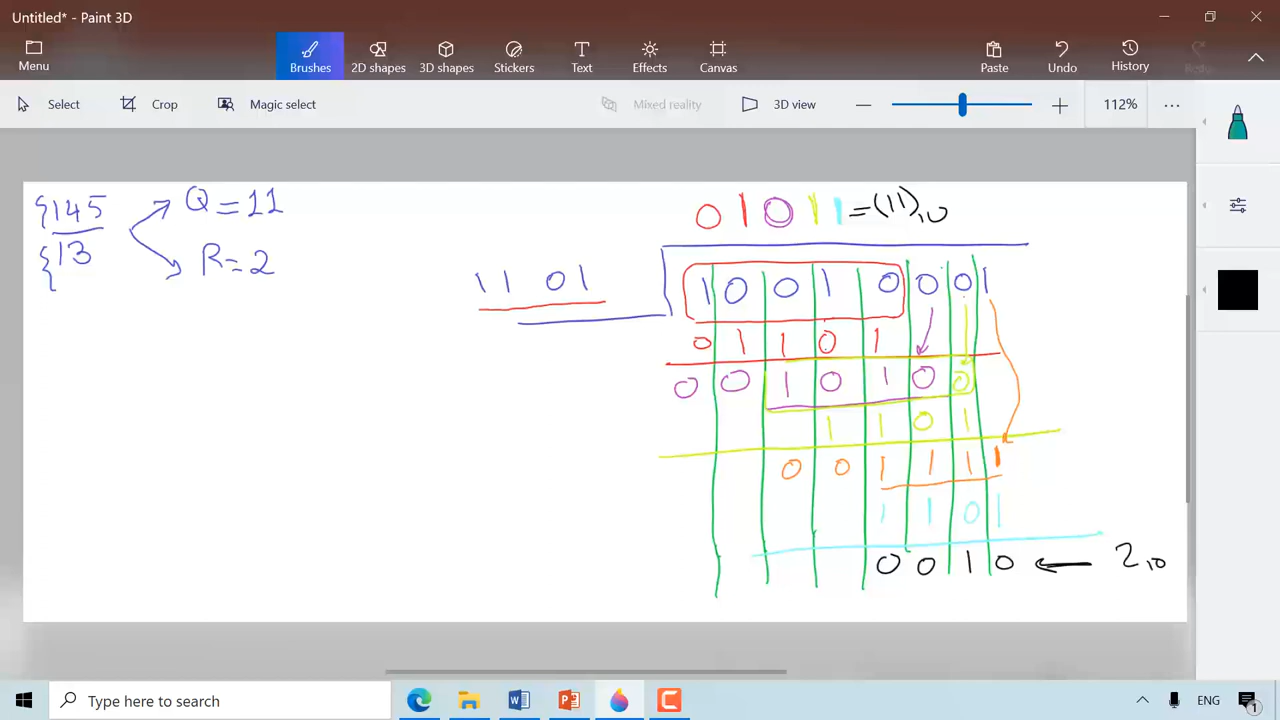 Untitled* - Paint 3D
Menu
Brushes
2D shapes
3D shapes
Stickers
Text
Effects
Canvas
Paste
Undo
History
Redo
Select
Crop
Magic select
Mixed reality
3D view
112%
145
13
Q = 11
R = 2
0 1 0 1 1 = (11)10
11 01
1 0 0 1 0 0 0 1
0 1 1 0 1
0 0 1 0 1 0 0
1 1 0 1
0 0 1 1 1 1
1 1 0 1
0 0 1 0 ← 2 10
Type here to search
ENG
1